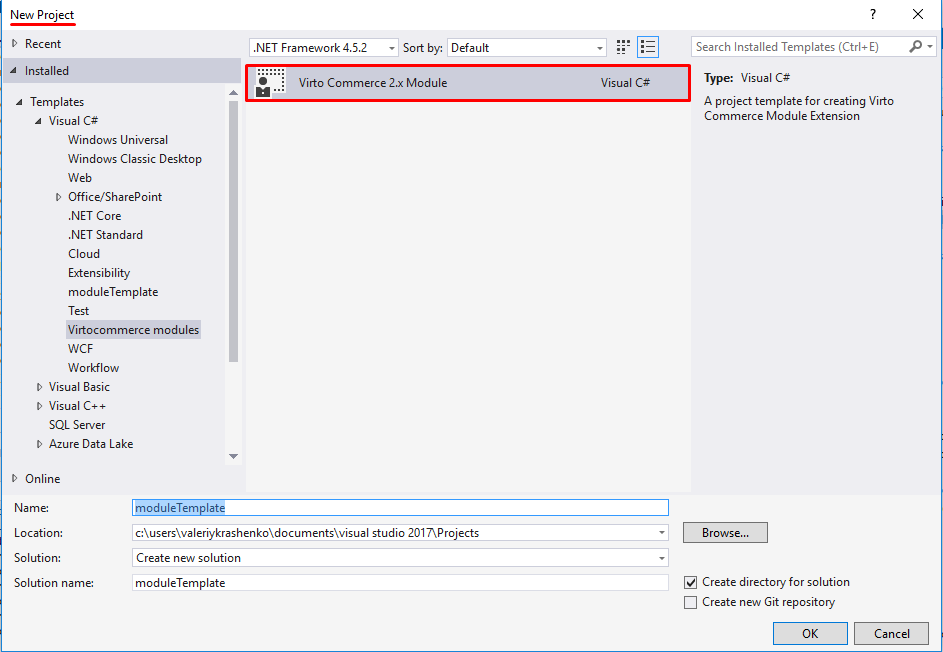 New Project
?
Recent
.NET Framework 4.5.2
Sort by:
Default
Search Installed Templates (Ctrl+E)
Installed
Virto Commerce 2.x Module
Visual C#
Type: Visual C#
A project template for creating Virto
Commerce Module Extension
Templates
Visual C#
Windows Universal
Windows Classic Desktop
Web
Office/SharePoint
.NET Core
.NET Standard
Cloud
Extensibility
moduleTemplate
Test
Virtocommerce modules
WCF
Workflow
Visual Basic
Visual C++
SQL Server
Azure Data Lake
Online
Name:
moduleTemplate
Location:
c:\users\valeriykrashenko\documents\visual studio 2017\Projects
Browse...
Solution:
Create new solution
Solution name:
moduleTemplate
Create directory for solution
Create new Git repository
OK
Cancel